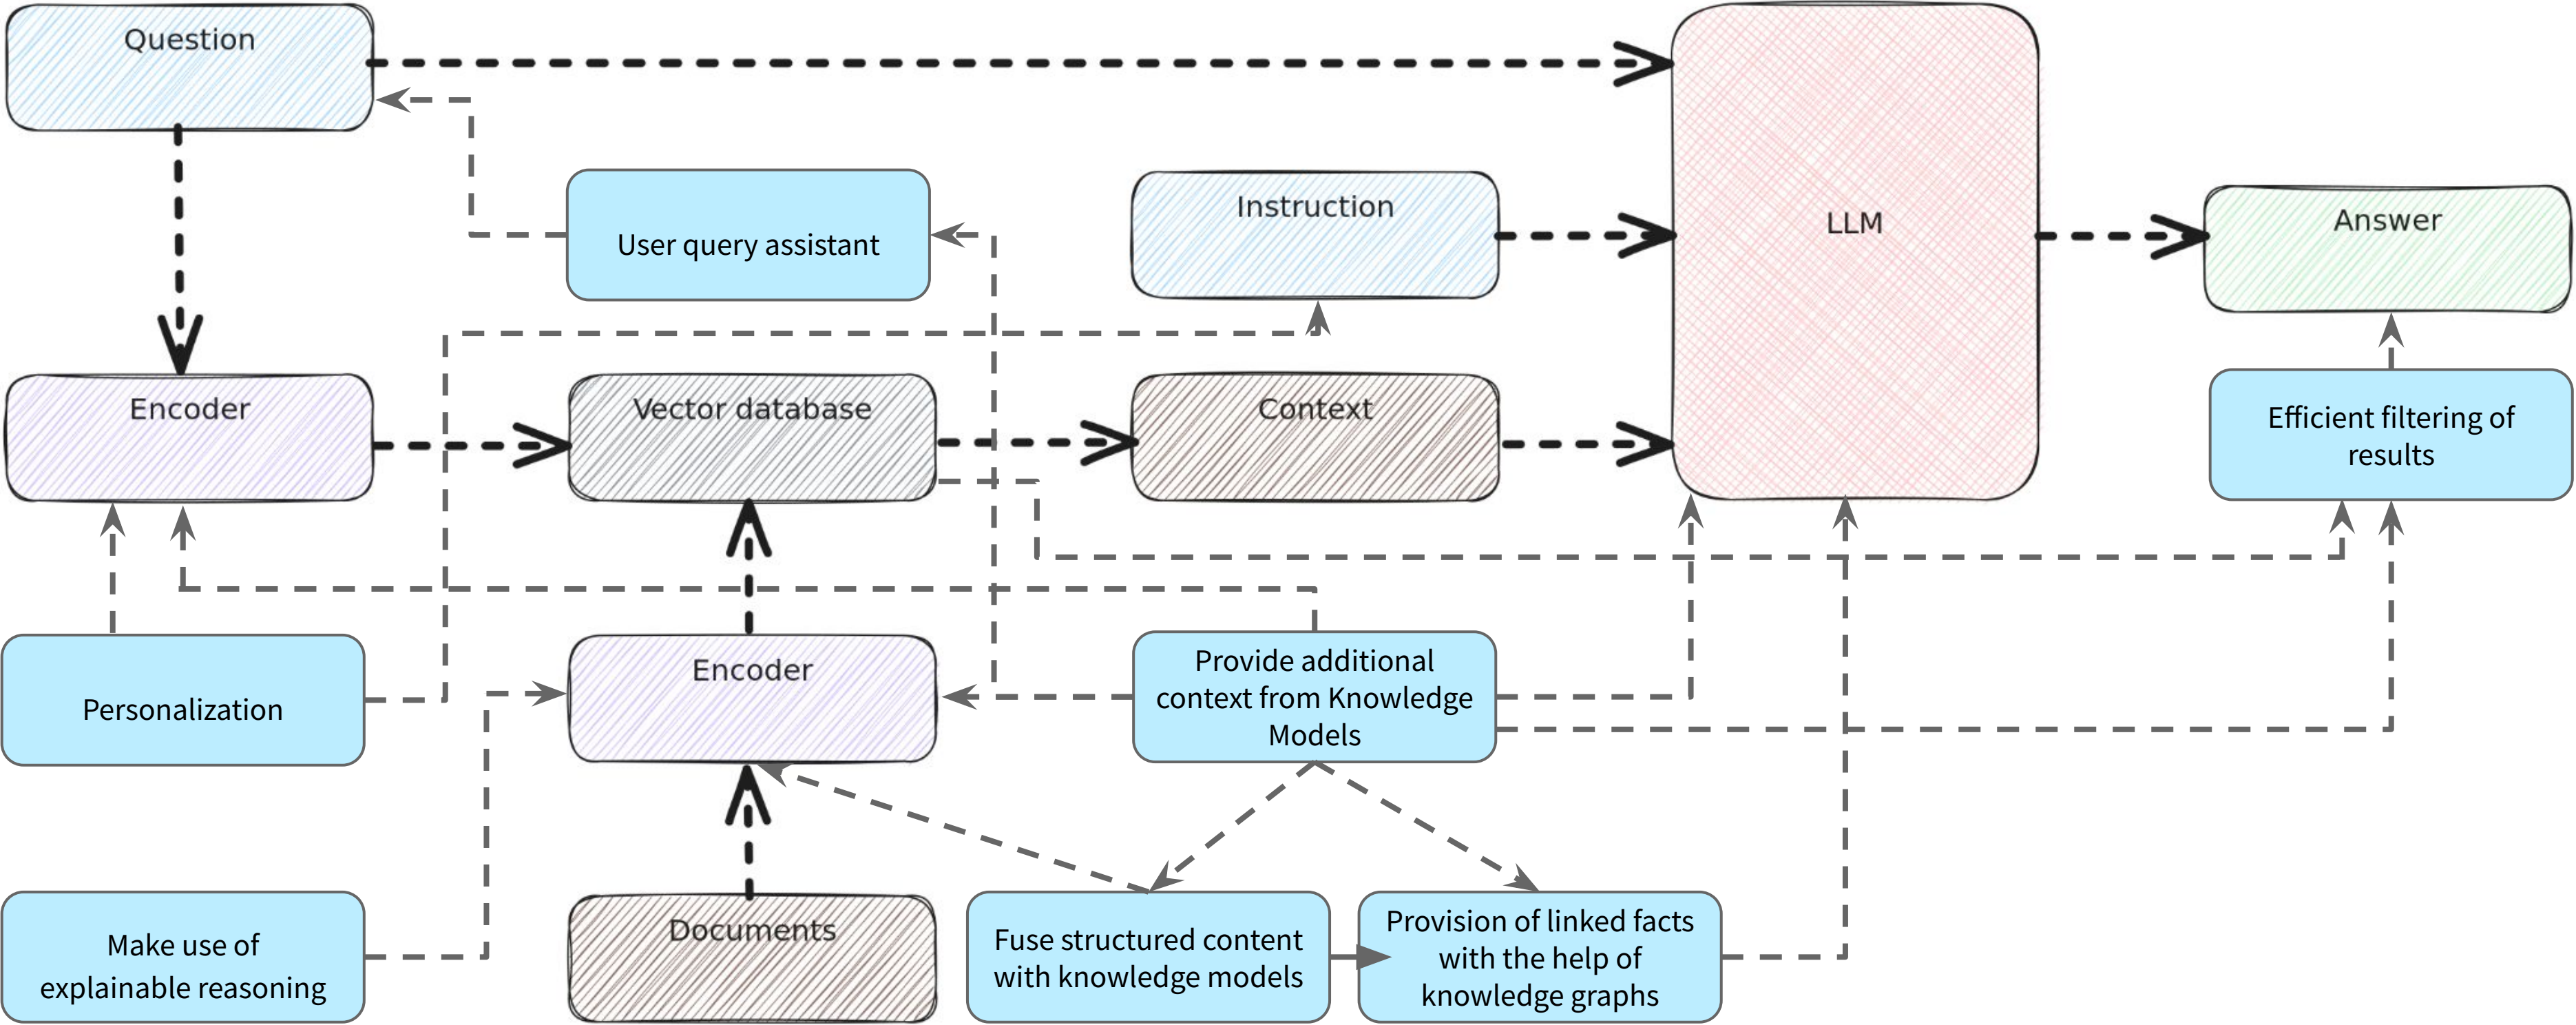 Question
User query assistant
Instruction
LLM
Answer
Encoder
Vector database
Context
Efficient filtering of
results
Personalization
Encoder
Provide additional
context from Knowledge
Models
Make use of
explainable reasoning
Documents
Fuse structured content
with knowledge models
Provision of linked facts
with the help of
knowledge graphs